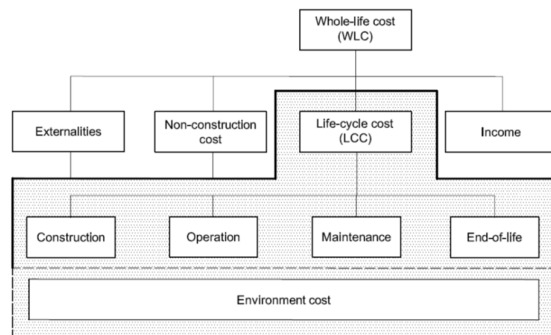 Whole-life cost
(WLC)
Externalities
Non-construction
cost
Life-cycle cost
(LCC)
Income
Construction
Operation
Maintenance
End-of-life
Environment cost